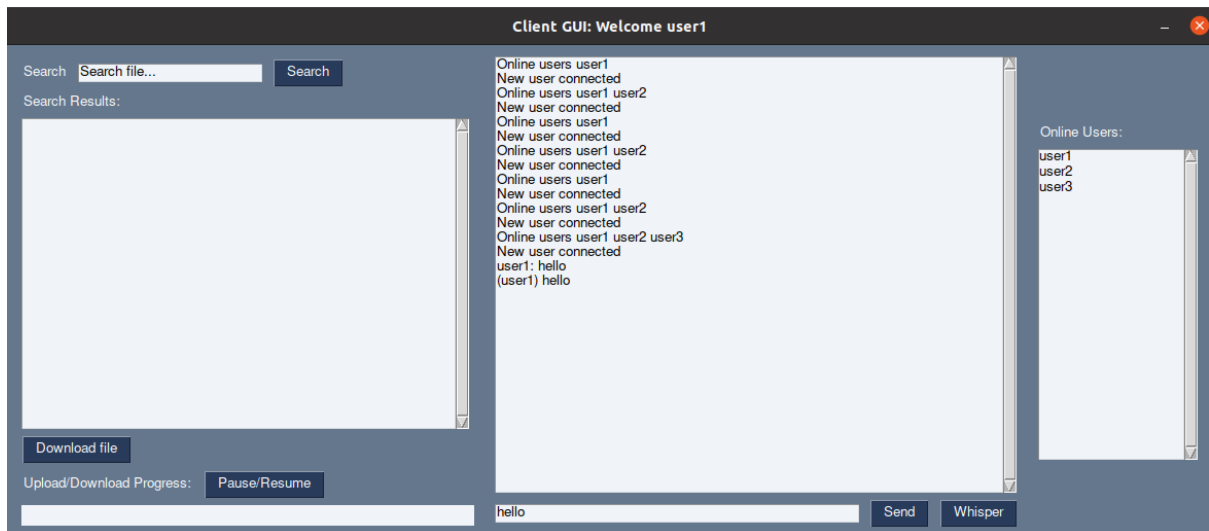 Client GUI: Welcome user1
Search Search file... Search
Search Results:
Download file
Upload/Download Progress: Pause/Resume
Online users user1
New user connected
Online users user1 user2
New user connected
Online users user1
New user connected
Online users user1 user2
New user connected
Online users user1
New user connected
Online users user1 user2
New user connected
Online users user1 user2 user3
New user connected
user1: hello
(user1) hello
hello Send Whisper
Online Users:
user1
user2
user3